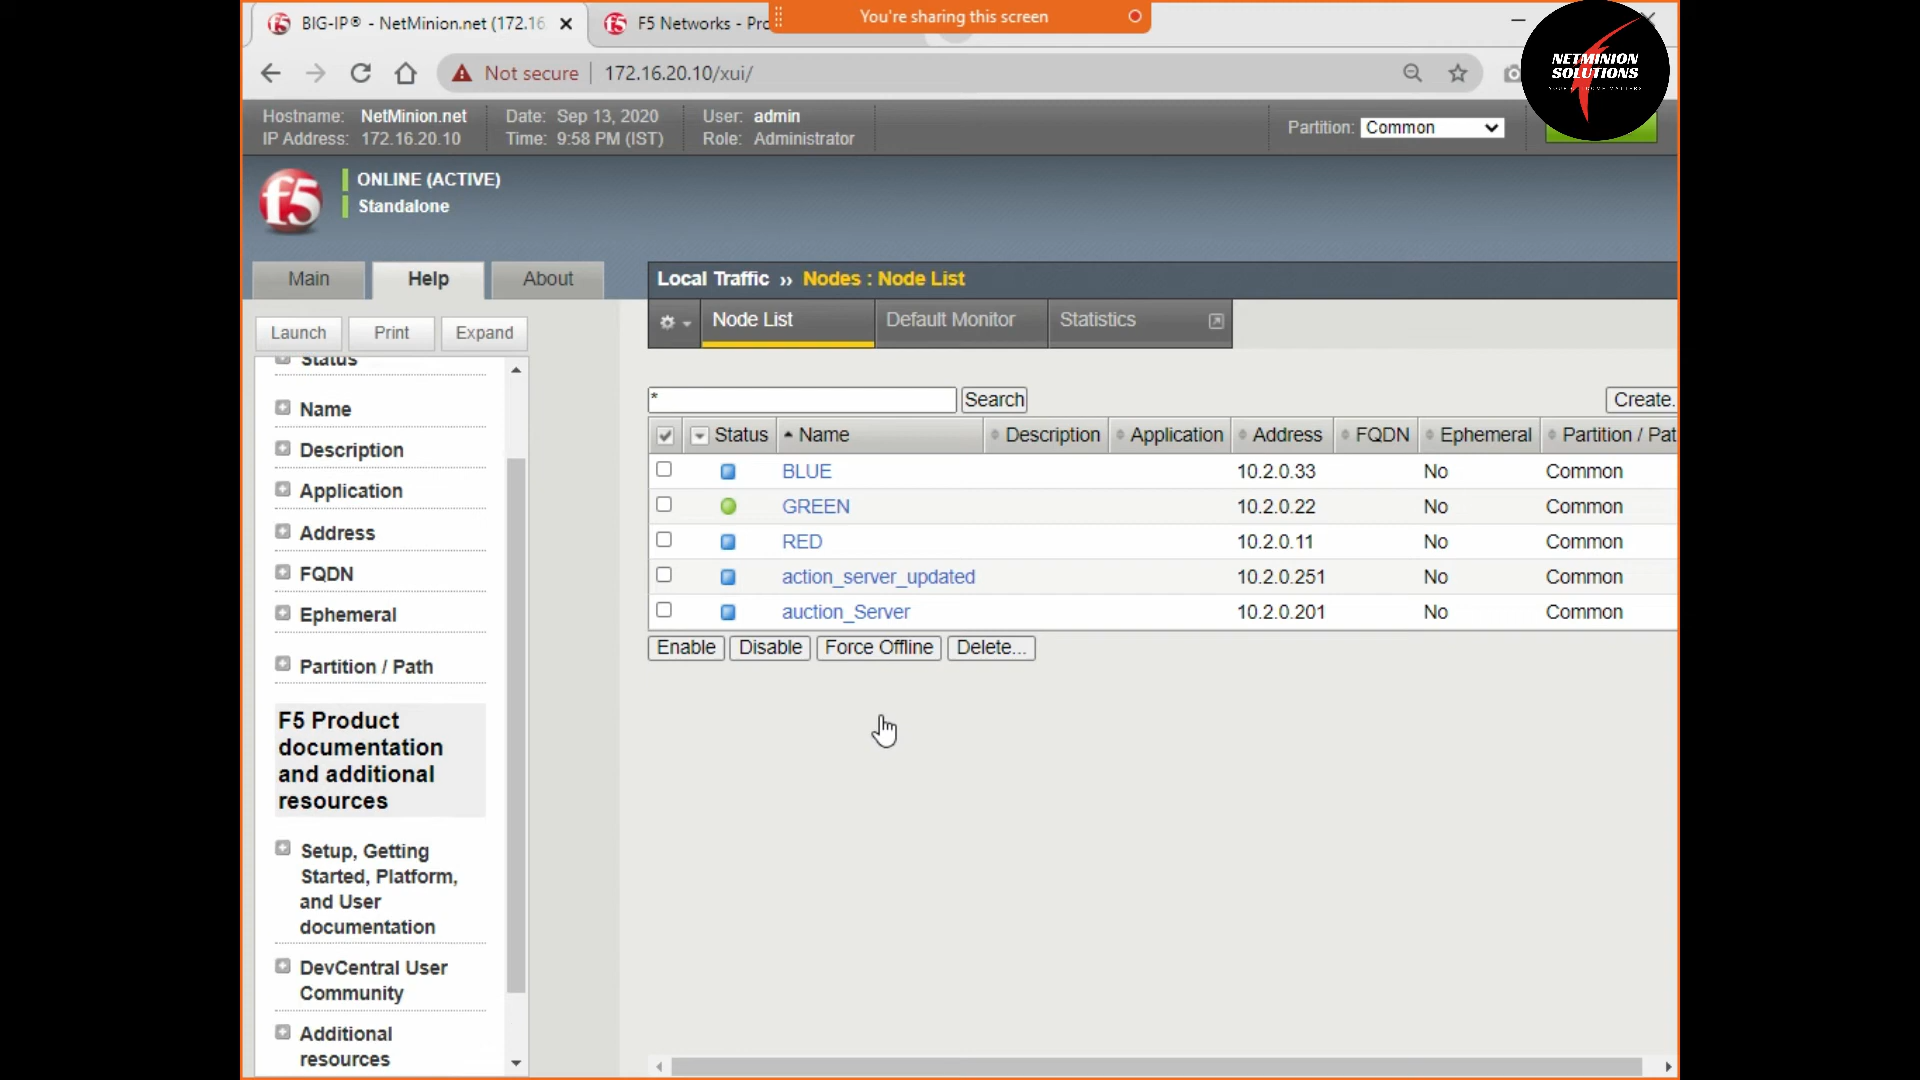 BIG-IP® - NetMinion.net (172.16
F5 Networks - Pro
You're sharing this screen
NETMINION
SOLUTIONS
Not secure
172.16.20.10/xui/
Hostname: NetMinion.net
IP Address: 172.16.20.10
Date: Sep 13, 2020
Time: 9:58 PM (IST)
User: admin
Role: Administrator
Partition: Common
f5
ONLINE (ACTIVE)
Standalone
Main
Help
About
Launch
Print
Expand
Status
Name
Description
Application
Address
FQDN
Ephemeral
Partition / Path
F5 Product
documentation
and additional
resources
Setup, Getting
Started, Platform,
and User
documentation
DevCentral User
Community
Additional
resources
Local Traffic ›› Nodes : Node List
Node List
Default Monitor
Statistics
*
Search
Create.
Status Name Description Application Address FQDN Ephemeral Partition / Pat
BLUE 10.2.0.33 No Common
GREEN 10.2.0.22 No Common
RED 10.2.0.11 No Common
action_server_updated 10.2.0.251 No Common
auction_Server 10.2.0.201 No Common
Enable
Disable
Force Offline
Delete...